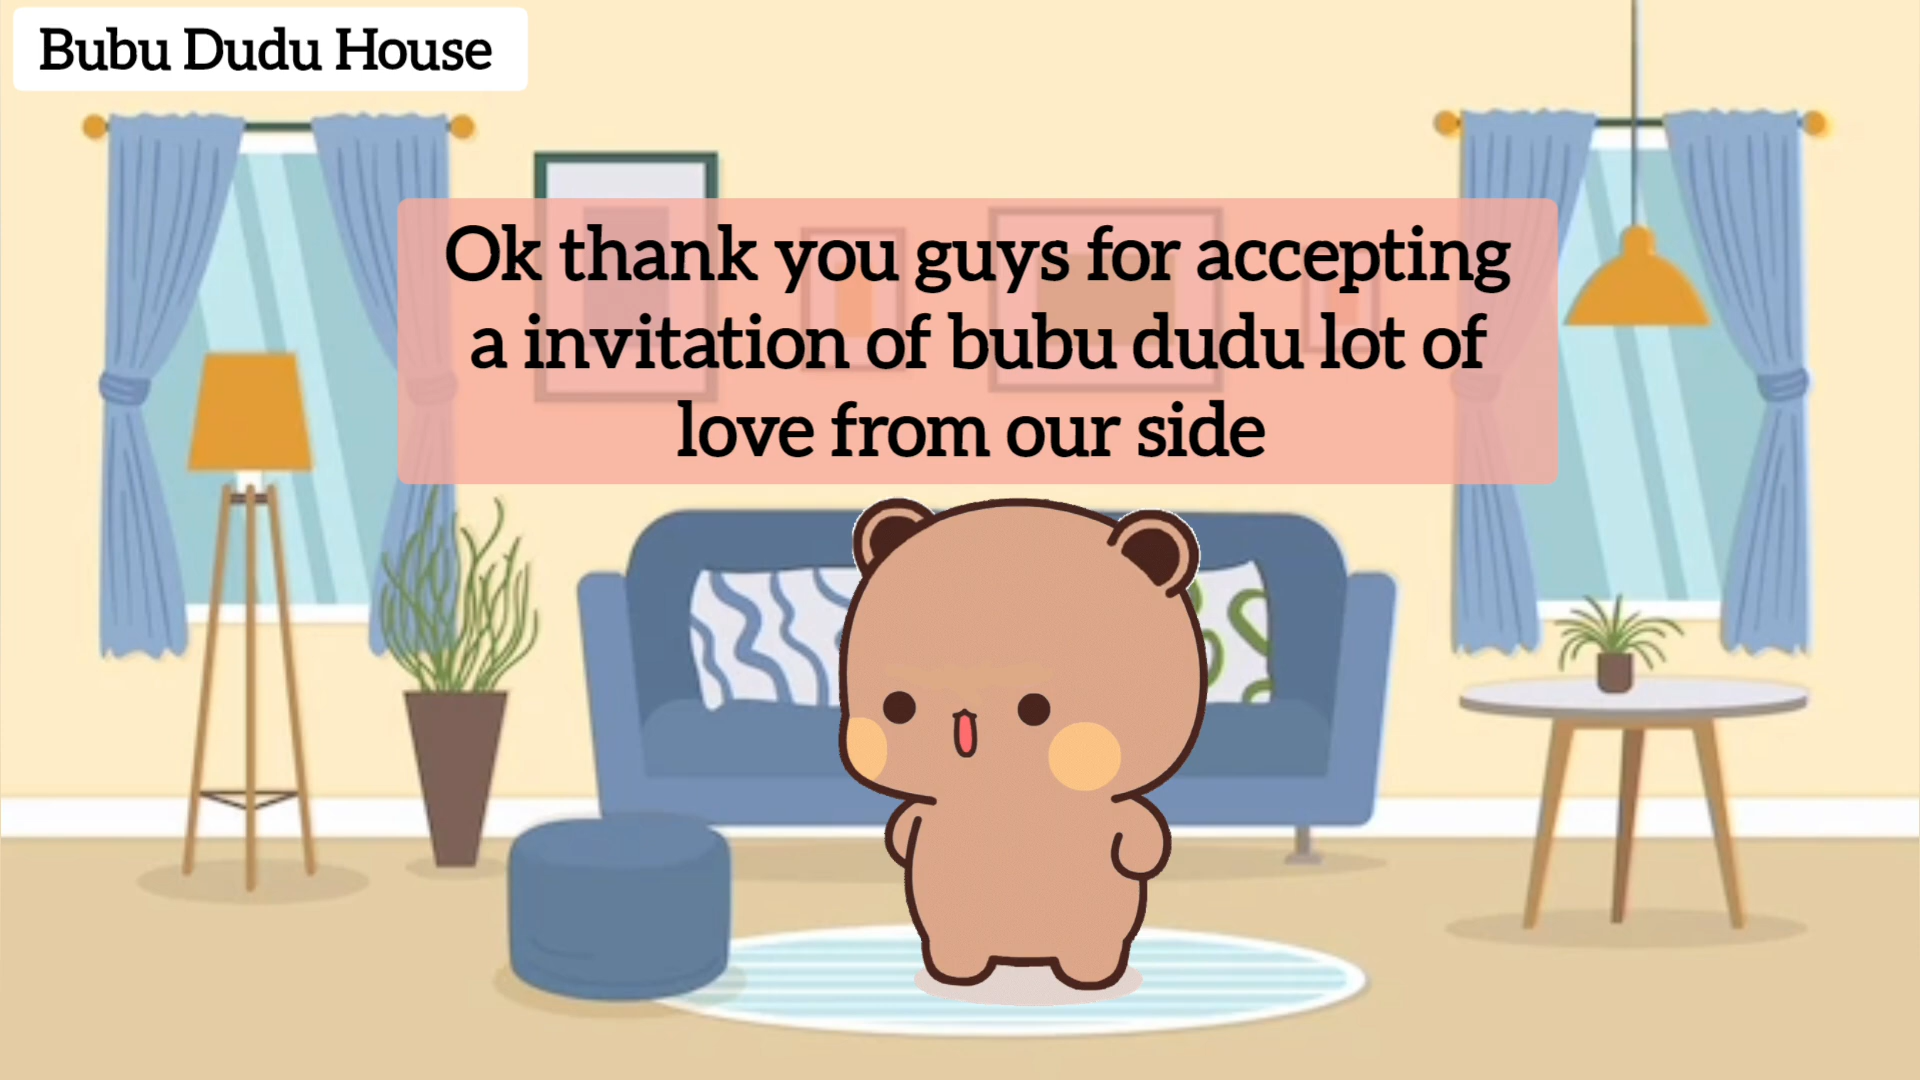 Bubu Dudu House
Ok thank you guys for accepting
a invitation of bubu dudu lot of
love from our side